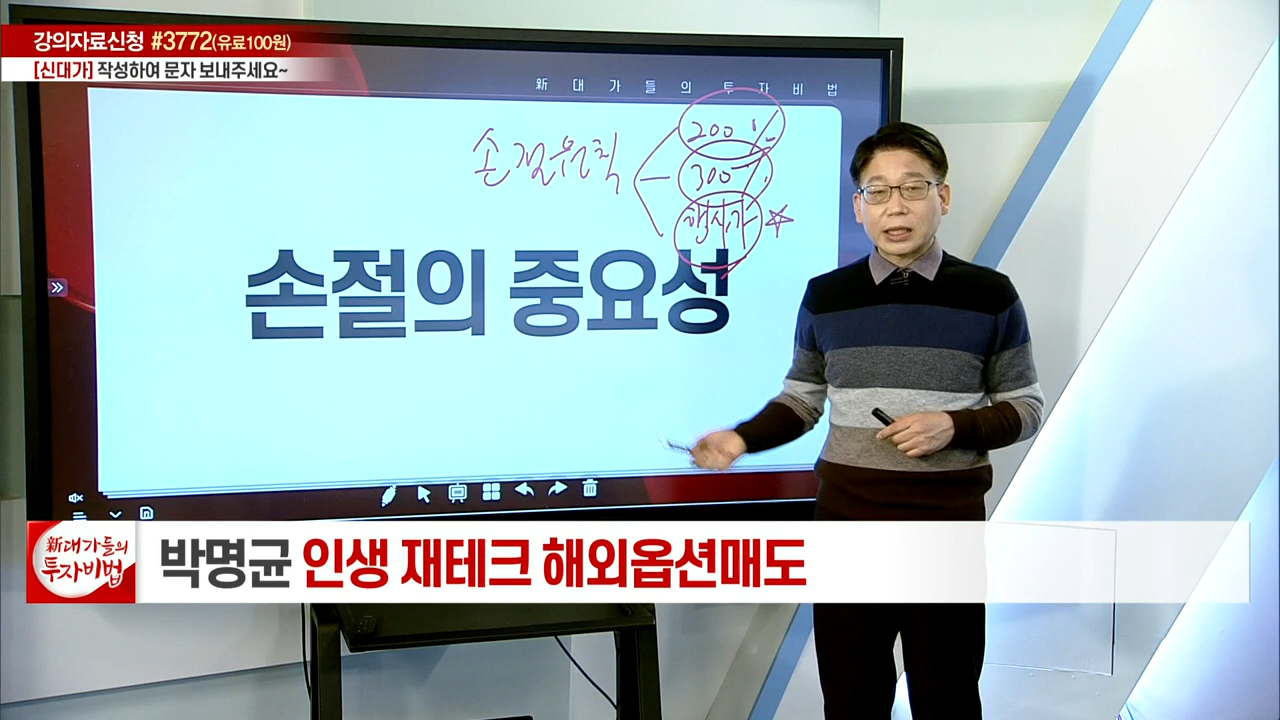 강의자료신청 #3772(유료100원)
[신대가] 작성하여 문자 보내주세요~
新 대 가 들 의 투 자 비 법
손절원칙
200%
300%
행사가
손절의 중요성
新대가들의
투자비법
박명균 인생 재테크 해외옵션매도